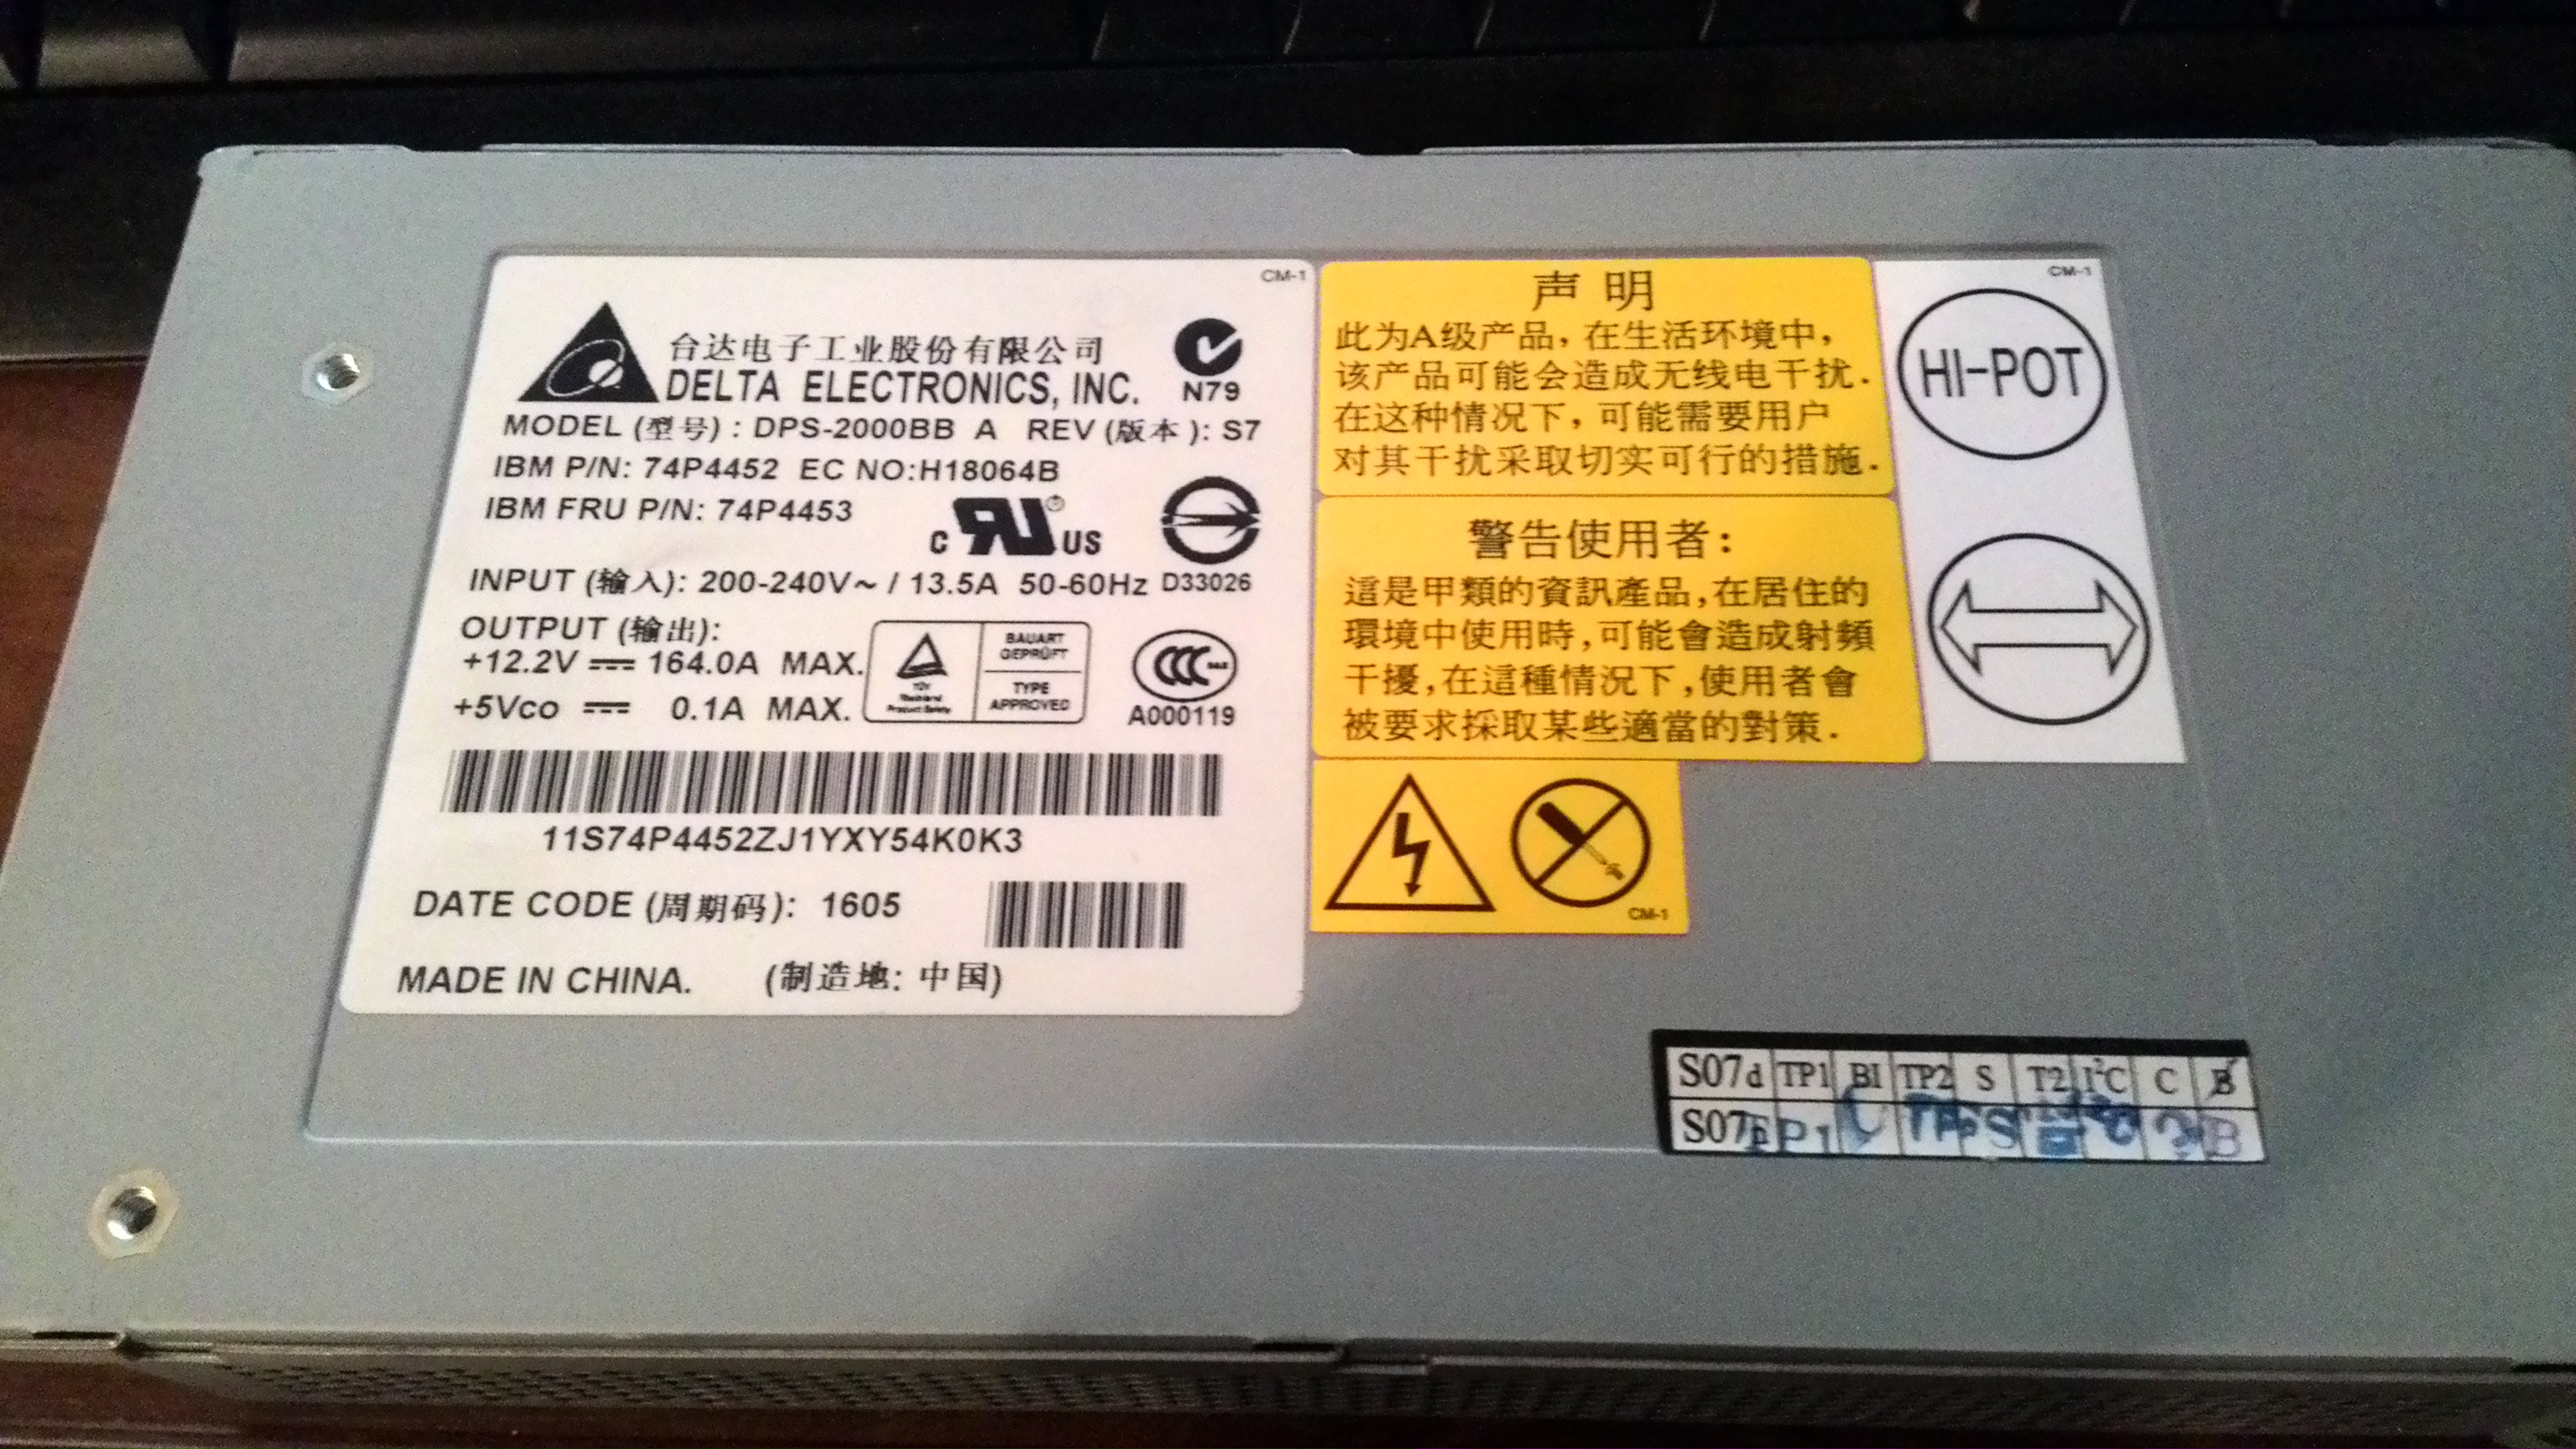 CM-1
台达电子工业股份有限公司
DELTA ELECTRONICS, INC.
N79
MODEL (型号) : DPS-2000BB A REV (版本): S7
IBM P/N: 74P4452 EC NO:H18064B
IBM FRU P/N: 74P4453
C US
INPUT (输入): 200-240V~ / 13.5A 50-60Hz
D33026
OUTPUT (输出):
+12.2V 164.0A MAX.
+5Vco 0.1A MAX.
TÜV
Rheinland
Product Safety
BAUART
GEPRÜFT
TYPE
APPROVED
CCC
A000119
11S74P4452ZJ1YXY54K0K3
DATE CODE (周期码): 1605
MADE IN CHINA. (制造地: 中国)
声 明
此为A级产品，在生活环境中，
该产品可能会造成无线电干扰.
在这种情况下，可能需要用户
对其干扰采取切实可行的措施.
警告使用者:
這是甲類的資訊產品,在居住的
環境中使用時,可能會造成射頻
干擾,在這種情況下,使用者會
被要求採取某些適當的對策.
CM-1
CM-1
HI-POT
S07d TP1 BI TP2 S T2 I²C C B
S07